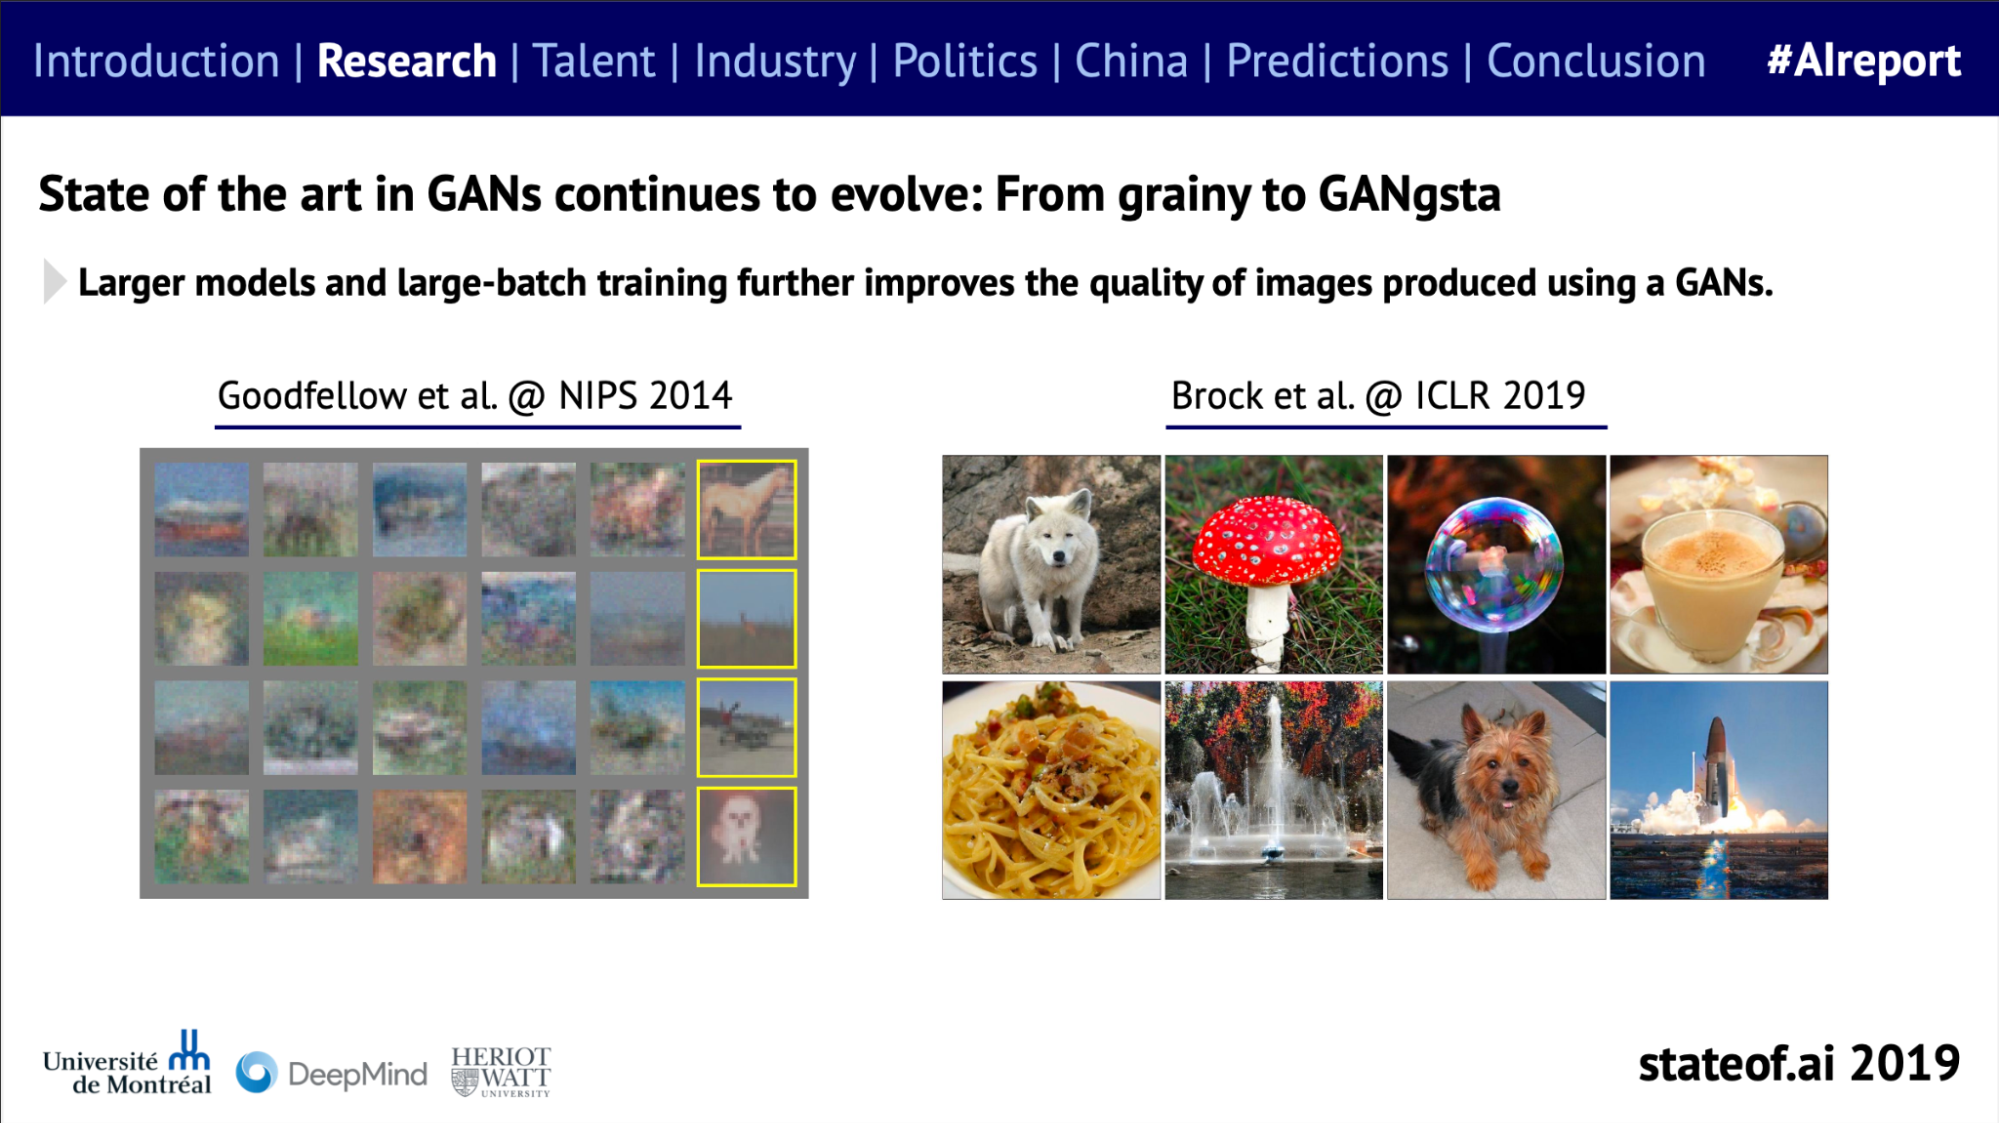 Introduction | Research | Talent | Industry | Politics | China | Predictions | Conclusion #AIreport
State of the art in GANs continues to evolve: From grainy to GANgsta
Larger models and large-batch training further improves the quality of images produced using a GANs.
Goodfellow et al. @ NIPS 2014
Brock et al. @ ICLR 2019
Université
de Montréal
DeepMind
HERIOT
WATT
UNIVERSITY
stateof.ai 2019